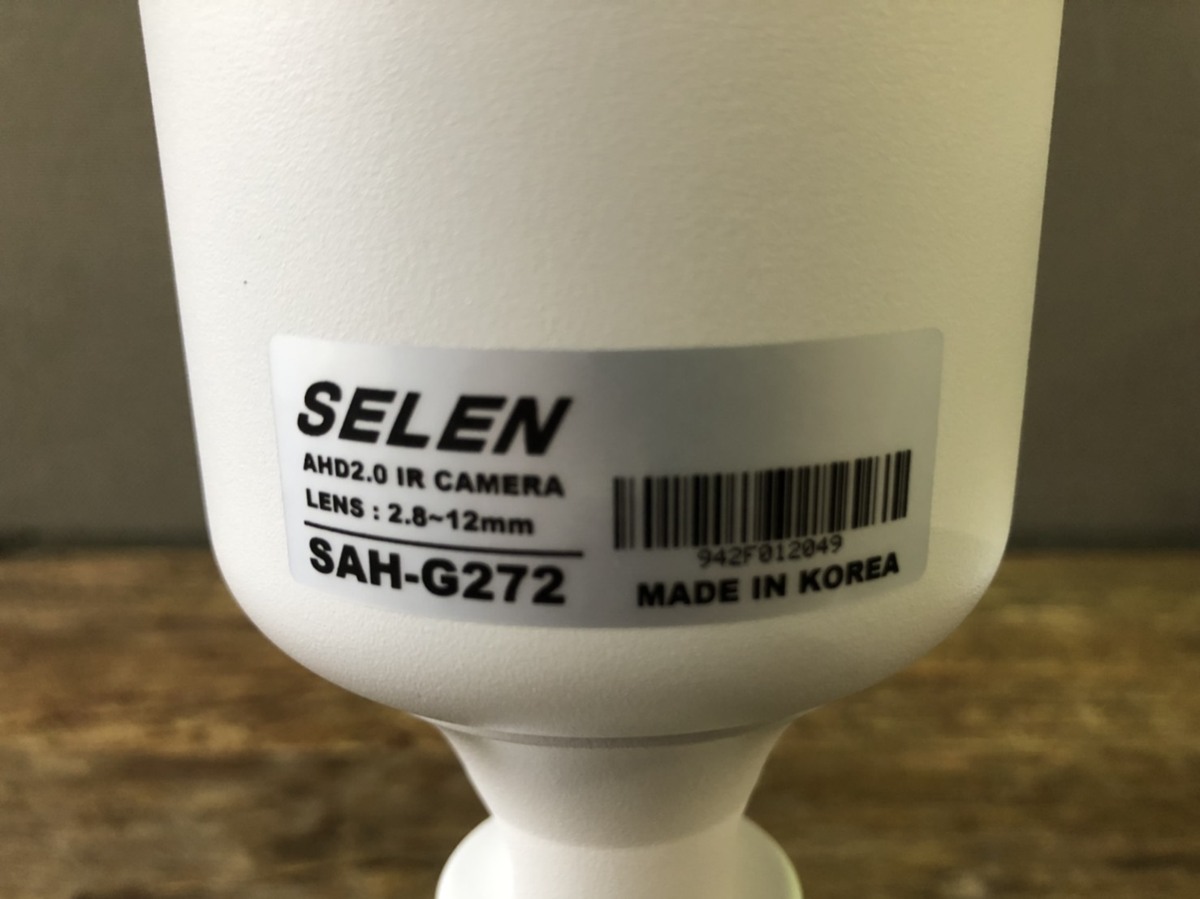 SELEN
AHD2.0 IR CAMERA
LENS : 2.8~12mm
SAH-G272
942F012049
MADE IN KOREA